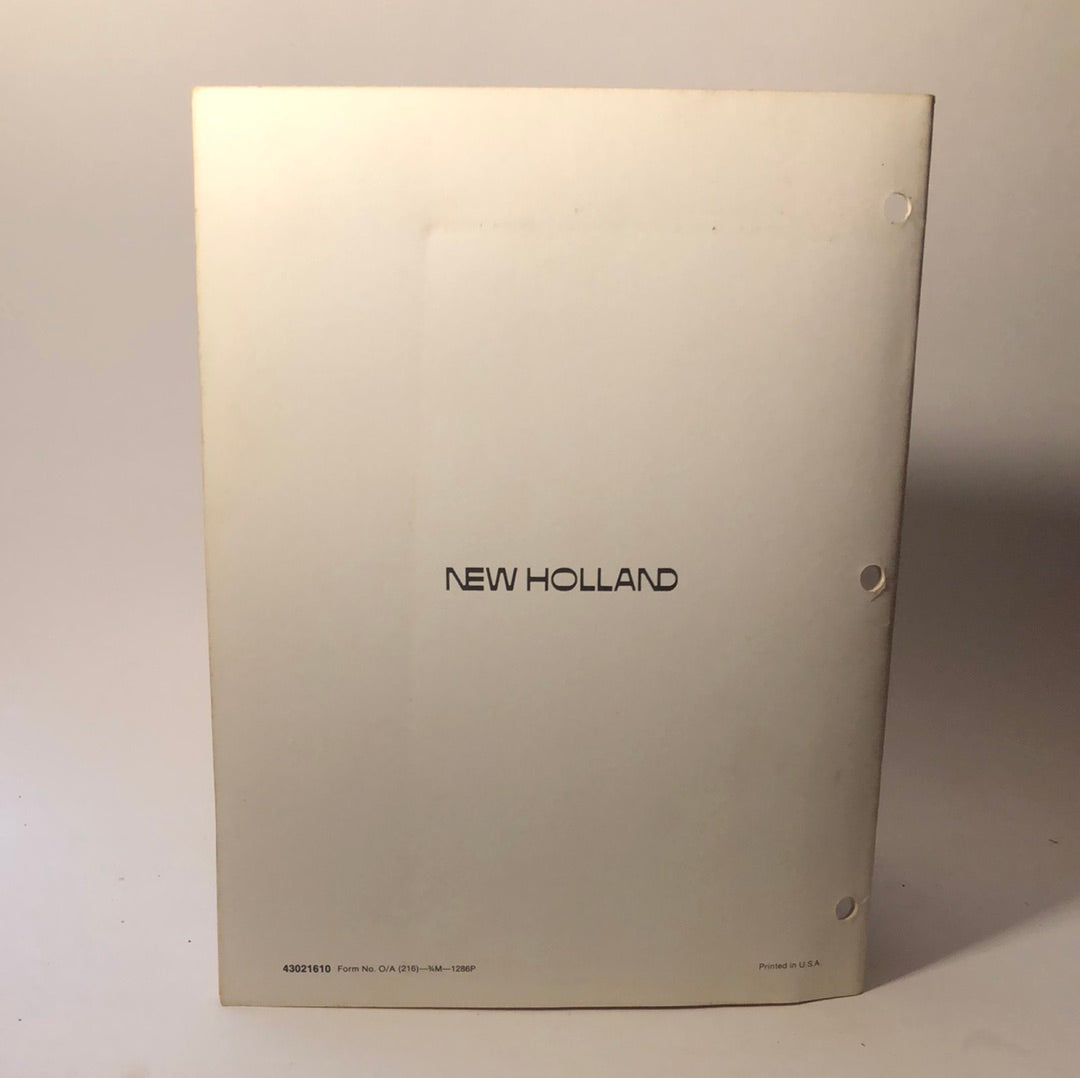 NEW HOLLAND
43021610 Form No. O/A (216)—¾M—1286P
Printed in U.S.A.